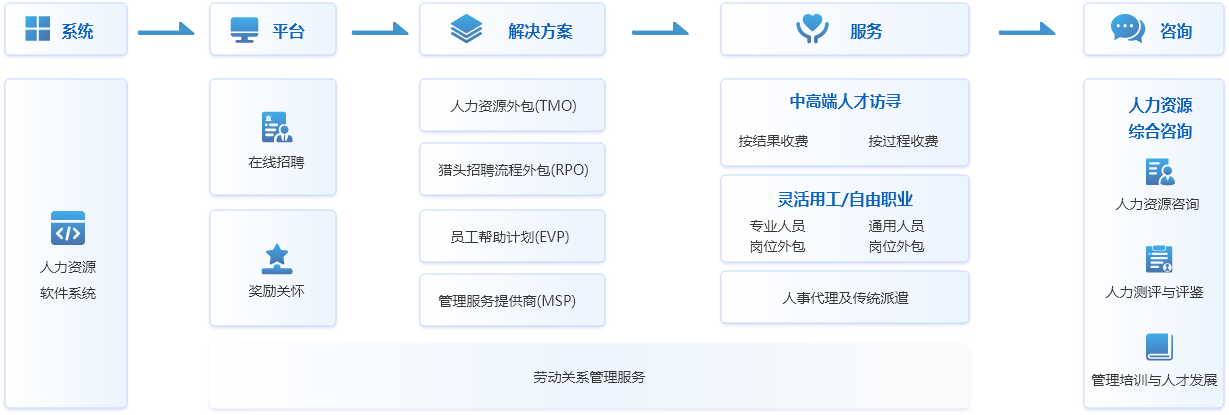 系统
平台
解决方案
服务
咨询
人力资源
软件系统
在线招聘
奖励关怀
人力资源外包(TMO)
猎头招聘流程外包(RPO)
员工帮助计划(EVP)
管理服务提供商(MSP)
中高端人才访寻
按结果收费 按过程收费
灵活用工/自由职业
专业人员 通用人员
岗位外包 岗位外包
人事代理及传统派遣
劳动关系管理服务
人力资源
综合咨询
人力资源咨询
人力测评与评鉴
管理培训与人才发展